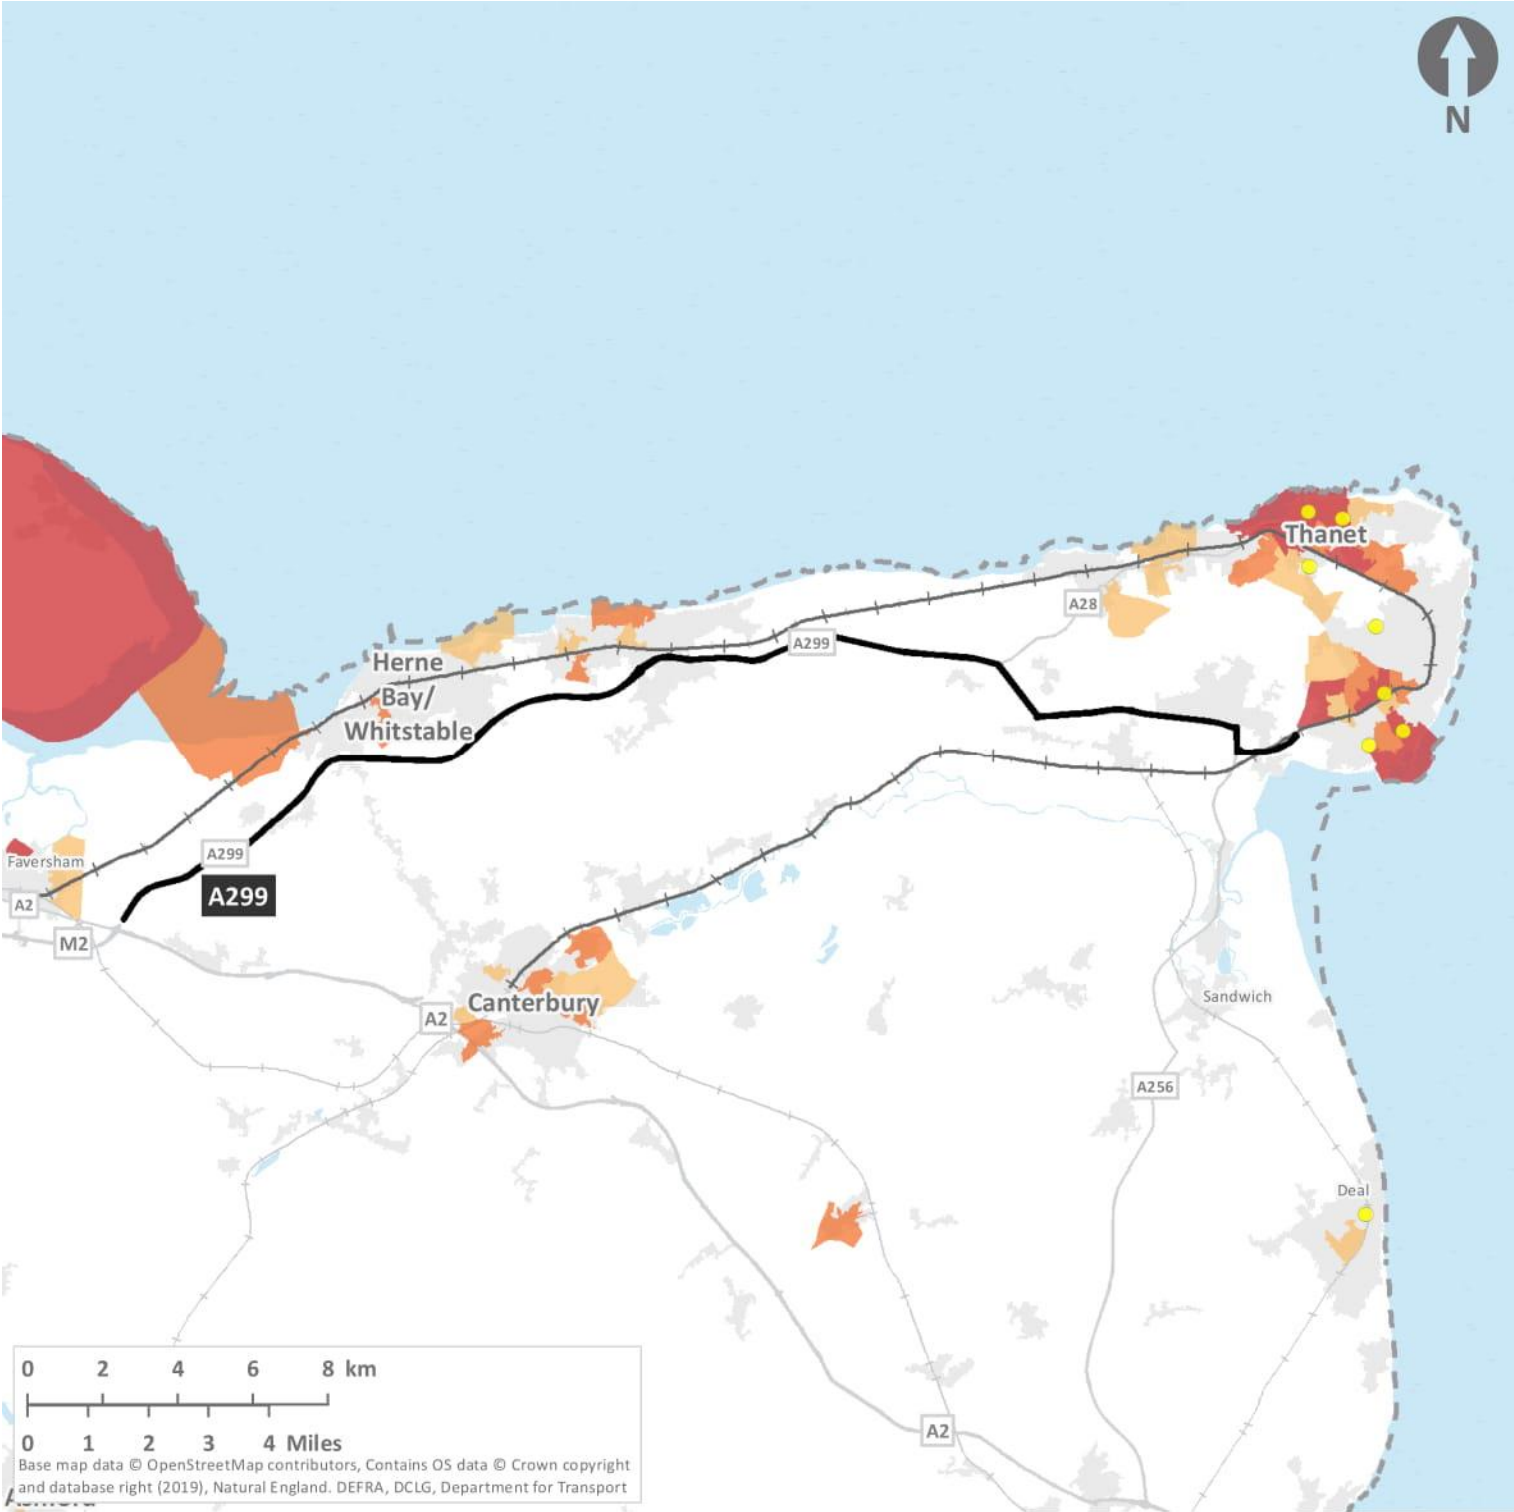 N
Thanet
A28
A299
Herne
Bay/
Whitstable
A299
Faversham
A299
A2
M2
Canterbury
Sandwich
A2
A256
Deal
0 2 4 6 8 km
A2
0 1 2 3 4 Miles
Base map data © OpenStreetMap contributors, Contains OS data © Crown copyright
and database right (2019), Natural England. DEFRA, DCLG, Department for Transport